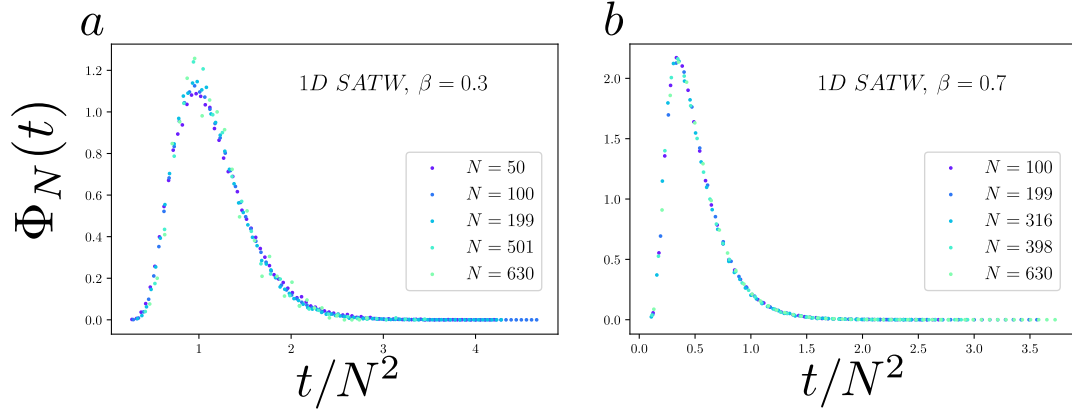 a
1D SATW, β = 0.3
Φ_N(t)
1.2
1.0
0.8
0.6
0.4
0.2
0.0
N = 50
N = 100
N = 199
N = 501
N = 630
1 2 3 4
t/N²
b
1D SATW, β = 0.7
2.0
1.5
1.0
0.5
0.0
N = 100
N = 199
N = 316
N = 398
N = 630
0.0 0.5 1.0 1.5 2.0 2.5 3.0 3.5
t/N²